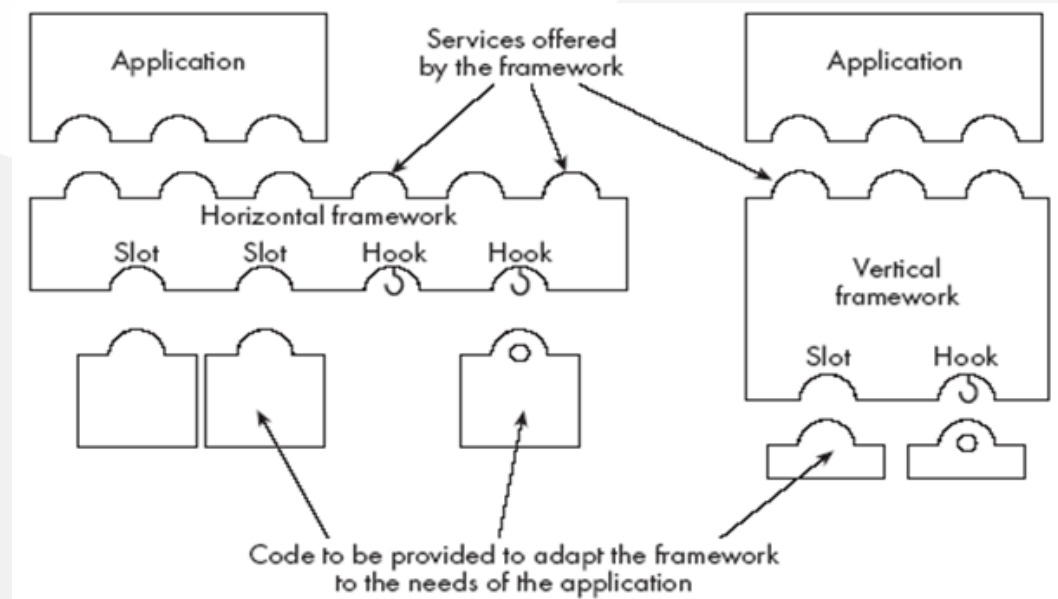 Application
Services offered
by the framework
Application
Horizontal framework
Slot
Slot
Hook
Hook
Vertical
framework
Slot
Hook
Code to be provided to adapt the framework
to the needs of the application